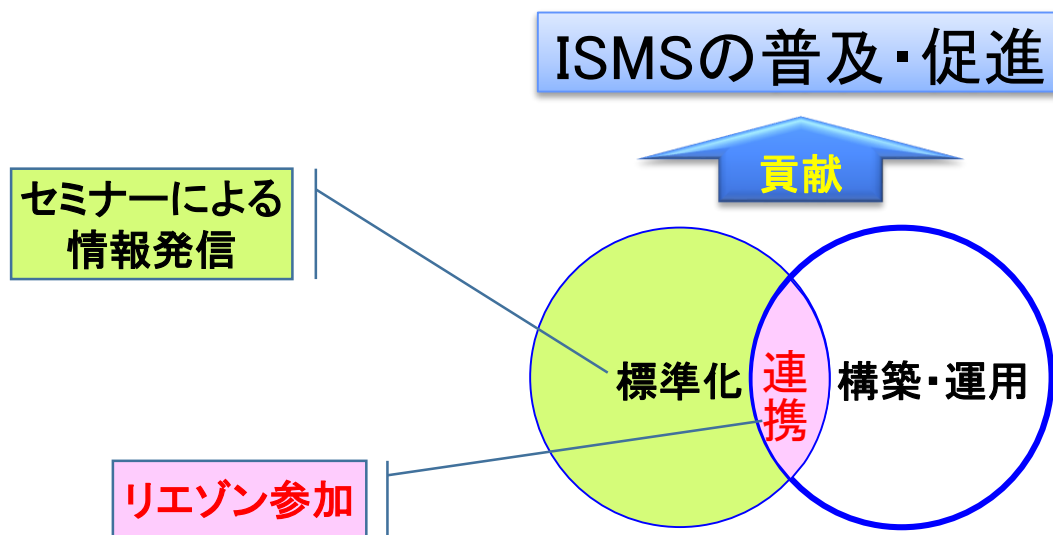 ISMSの普及・促進
貢献
セミナーによる
情報発信
標準化
連
携
構築・運用
リエゾン参加